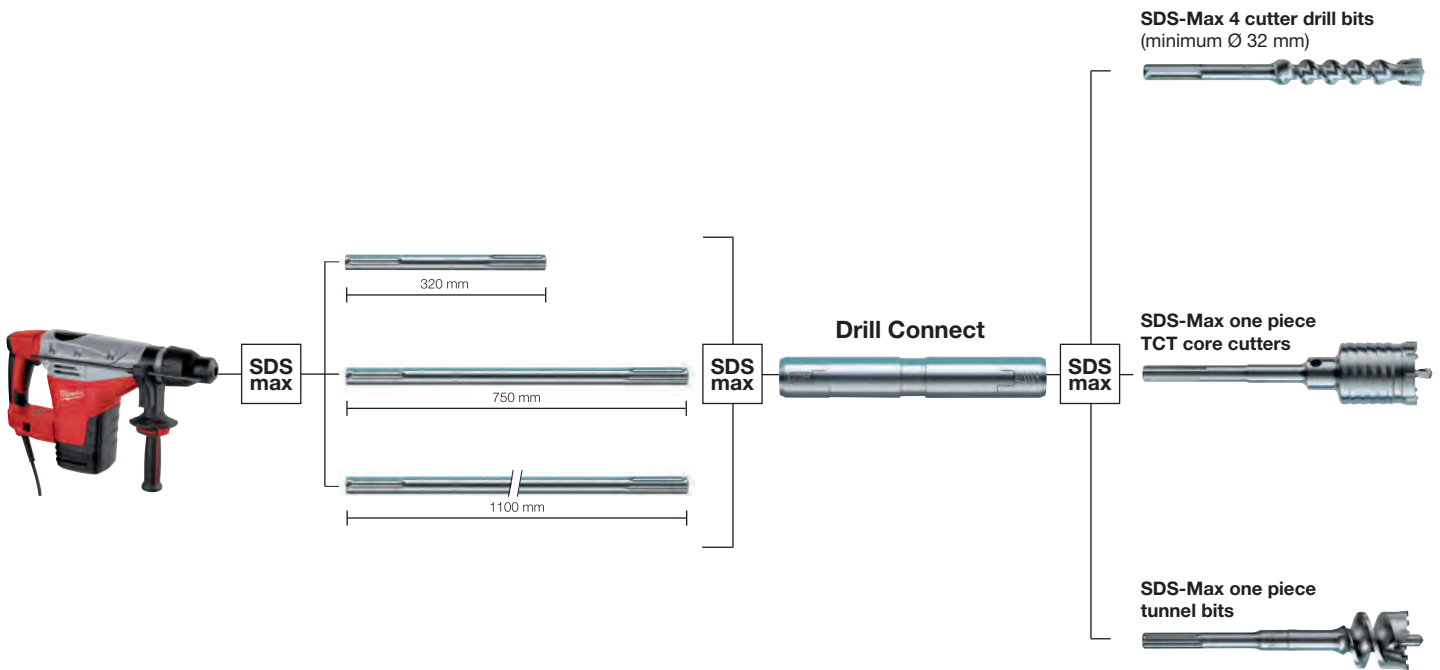 SDS-Max 4 cutter drill bits
(minimum Ø 32 mm)
320 mm
Drill Connect
SDS-Max one piece
TCT core cutters
SDS
max
750 mm
SDS
max
SDS
max
Milwaukee
1100 mm
SDS-Max one piece
tunnel bits